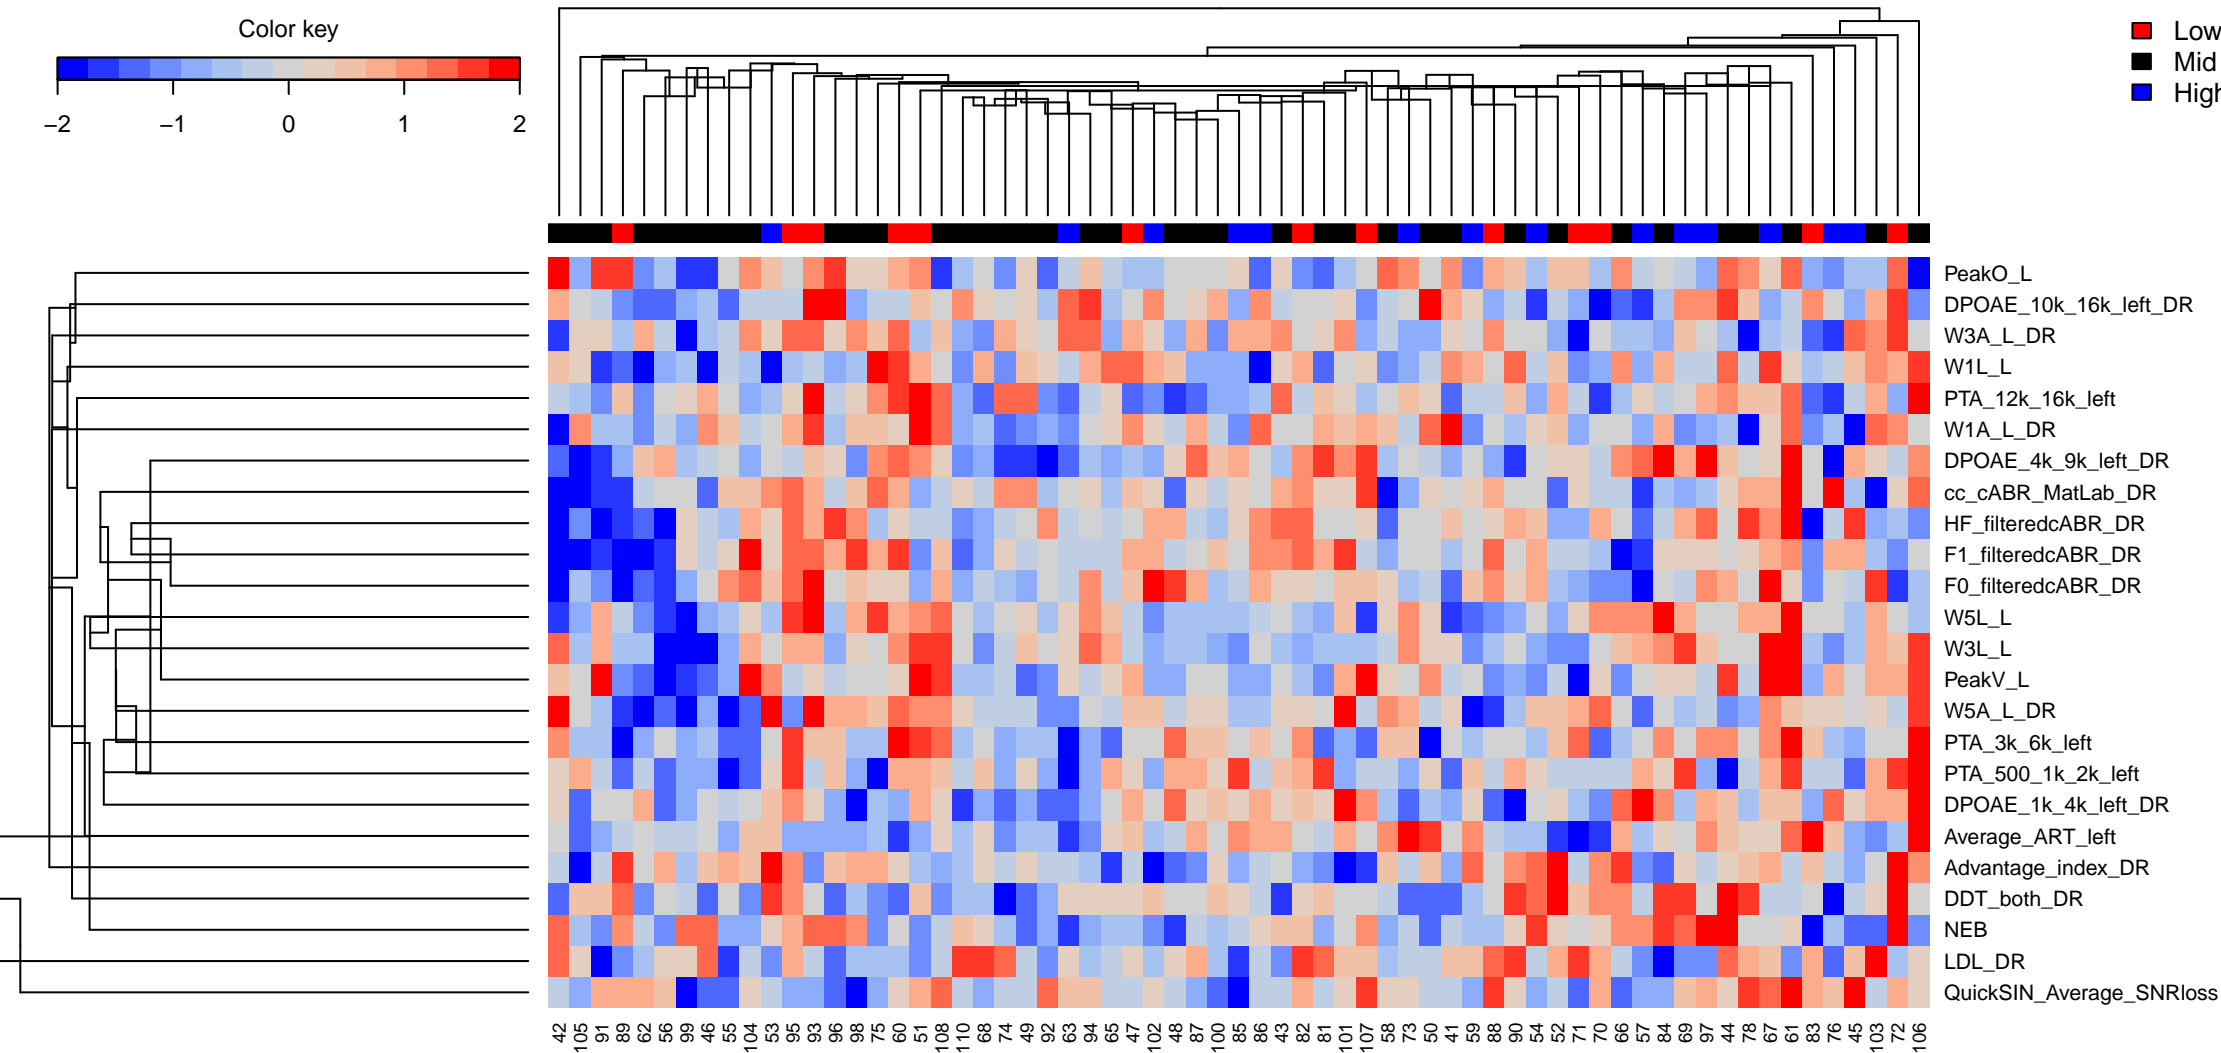 Color key
−2 −1 0 1 2
Low
Mid
High
PeakO_L
DPOAE_10k_16k_left_DR
W3A_L_DR
W1L_L
PTA_12k_16k_left
W1A_L_DR
DPOAE_4k_9k_left_DR
cc_cABR_MatLab_DR
HF_filteredcABR_DR
F1_filteredcABR_DR
F0_filteredcABR_DR
W5L_L
W3L_L
PeakV_L
W5A_L_DR
PTA_3k_6k_left
PTA_500_1k_2k_left
DPOAE_1k_4k_left_DR
Average_ART_left
Advantage_index_DR
DDT_both_DR
NEB
LDL_DR
QuickSIN_Average_SNRloss
42 105 91 89 62 56 99 46 55 104 53 95 93 96 98 75 60 51 108 110 68 74 49 92 63 94 65 47 102 48 87 100 85 86 43 82 81 101 107 58 73 50 41 59 88 90 54 52 71 70 66 57 84 69 97 44 78 67 61 83 76 45 103 72 106